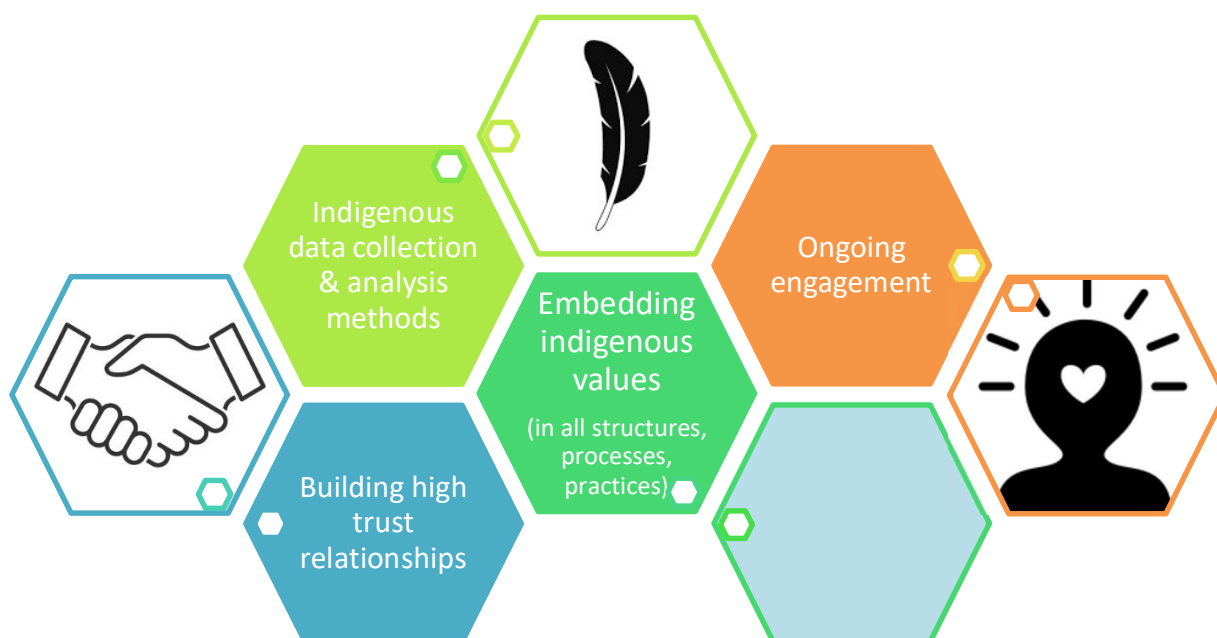 Indigenous
data collection
& analysis
methods
Ongoing
engagement
Embedding
indigenous
values
(in all structures,
processes,
practices)
Building high
trust
relationships